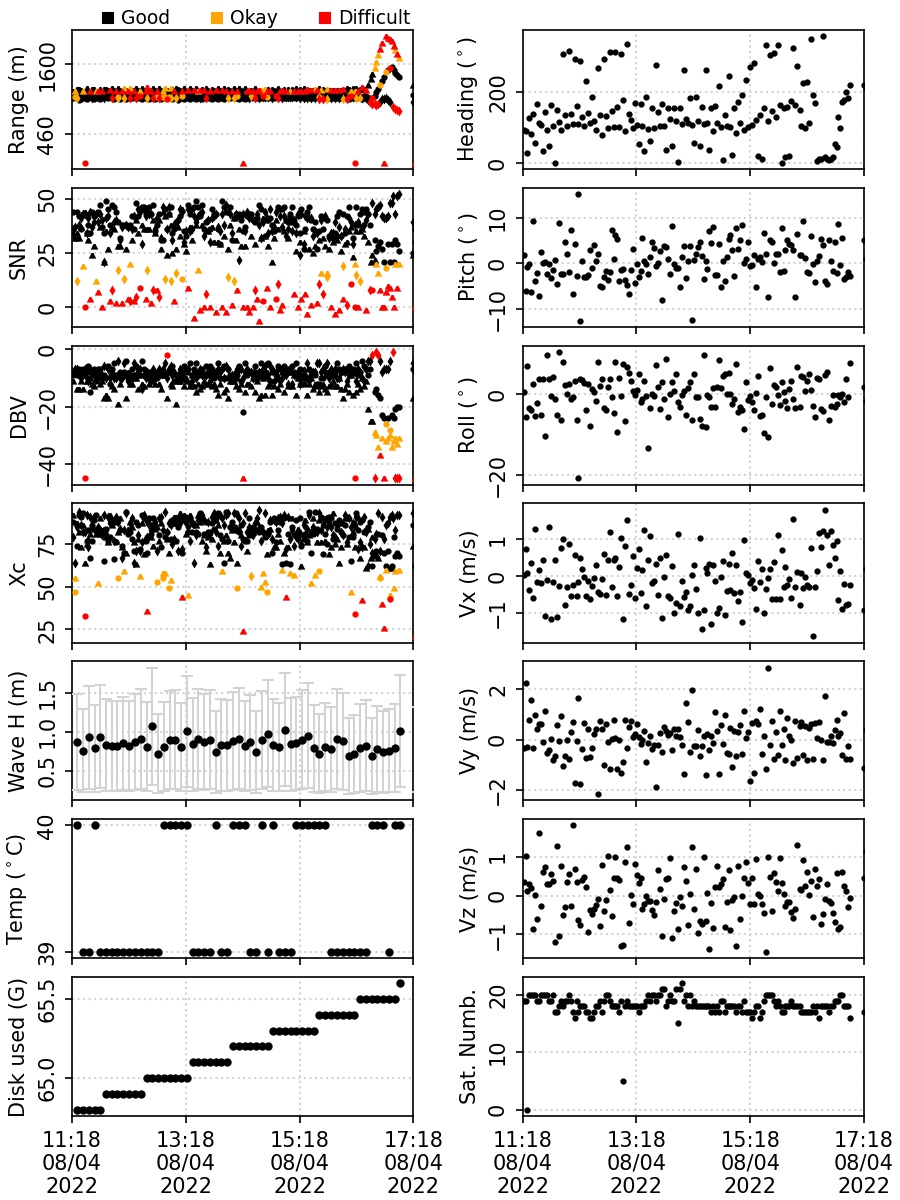 Good Okay Difficult
Range (m)
1600
460
Heading (°)
200
0
SNR
50
25
0
Pitch (°)
10
0
−10
DBV
0
−20
−40
Roll (°)
0
−20
Xc
75
50
25
Vx (m/s)
1
0
−1
Wave H (m)
1.5
1.0
0.5
Vy (m/s)
2
0
−2
Temp (°C)
40
39
Vz (m/s)
1
0
−1
Disk used (G)
65.5
65.0
Sat. Numb.
20
10
0
11:18 13:18 15:18 17:18
08/04 08/04 08/04 08/04
2022 2022 2022 2022
11:18 13:18 15:18 17:18
08/04 08/04 08/04 08/04
2022 2022 2022 2022